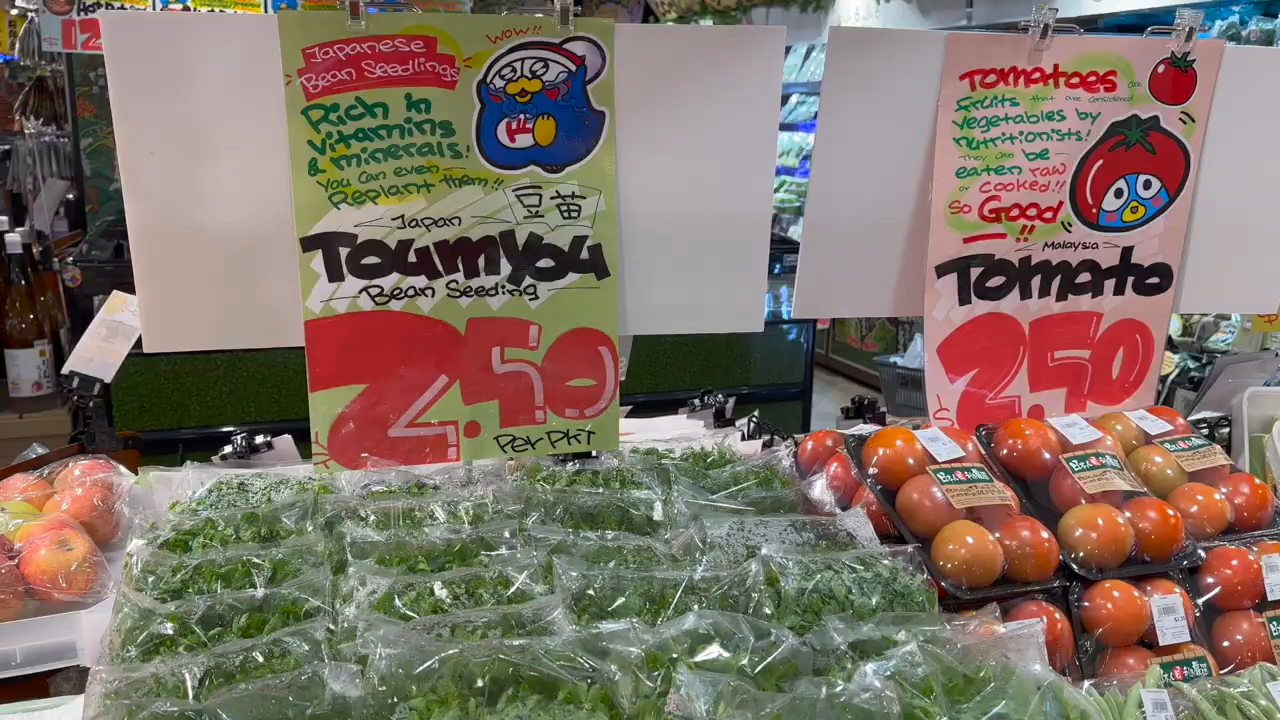 WOW!!
Japanese
Bean Seedlings
Rich in
vitamins
& minerals!
You can even
Replant them!!
豆苗
Japan
Toumyou
Bean Seeding
2.50
Per PKT
Tomatoes are
fruits that are considered
vegetables by
nutritionists!
They can be
eaten raw
or cooked!!
So Good!!
Malaysia
Tomato
2.50